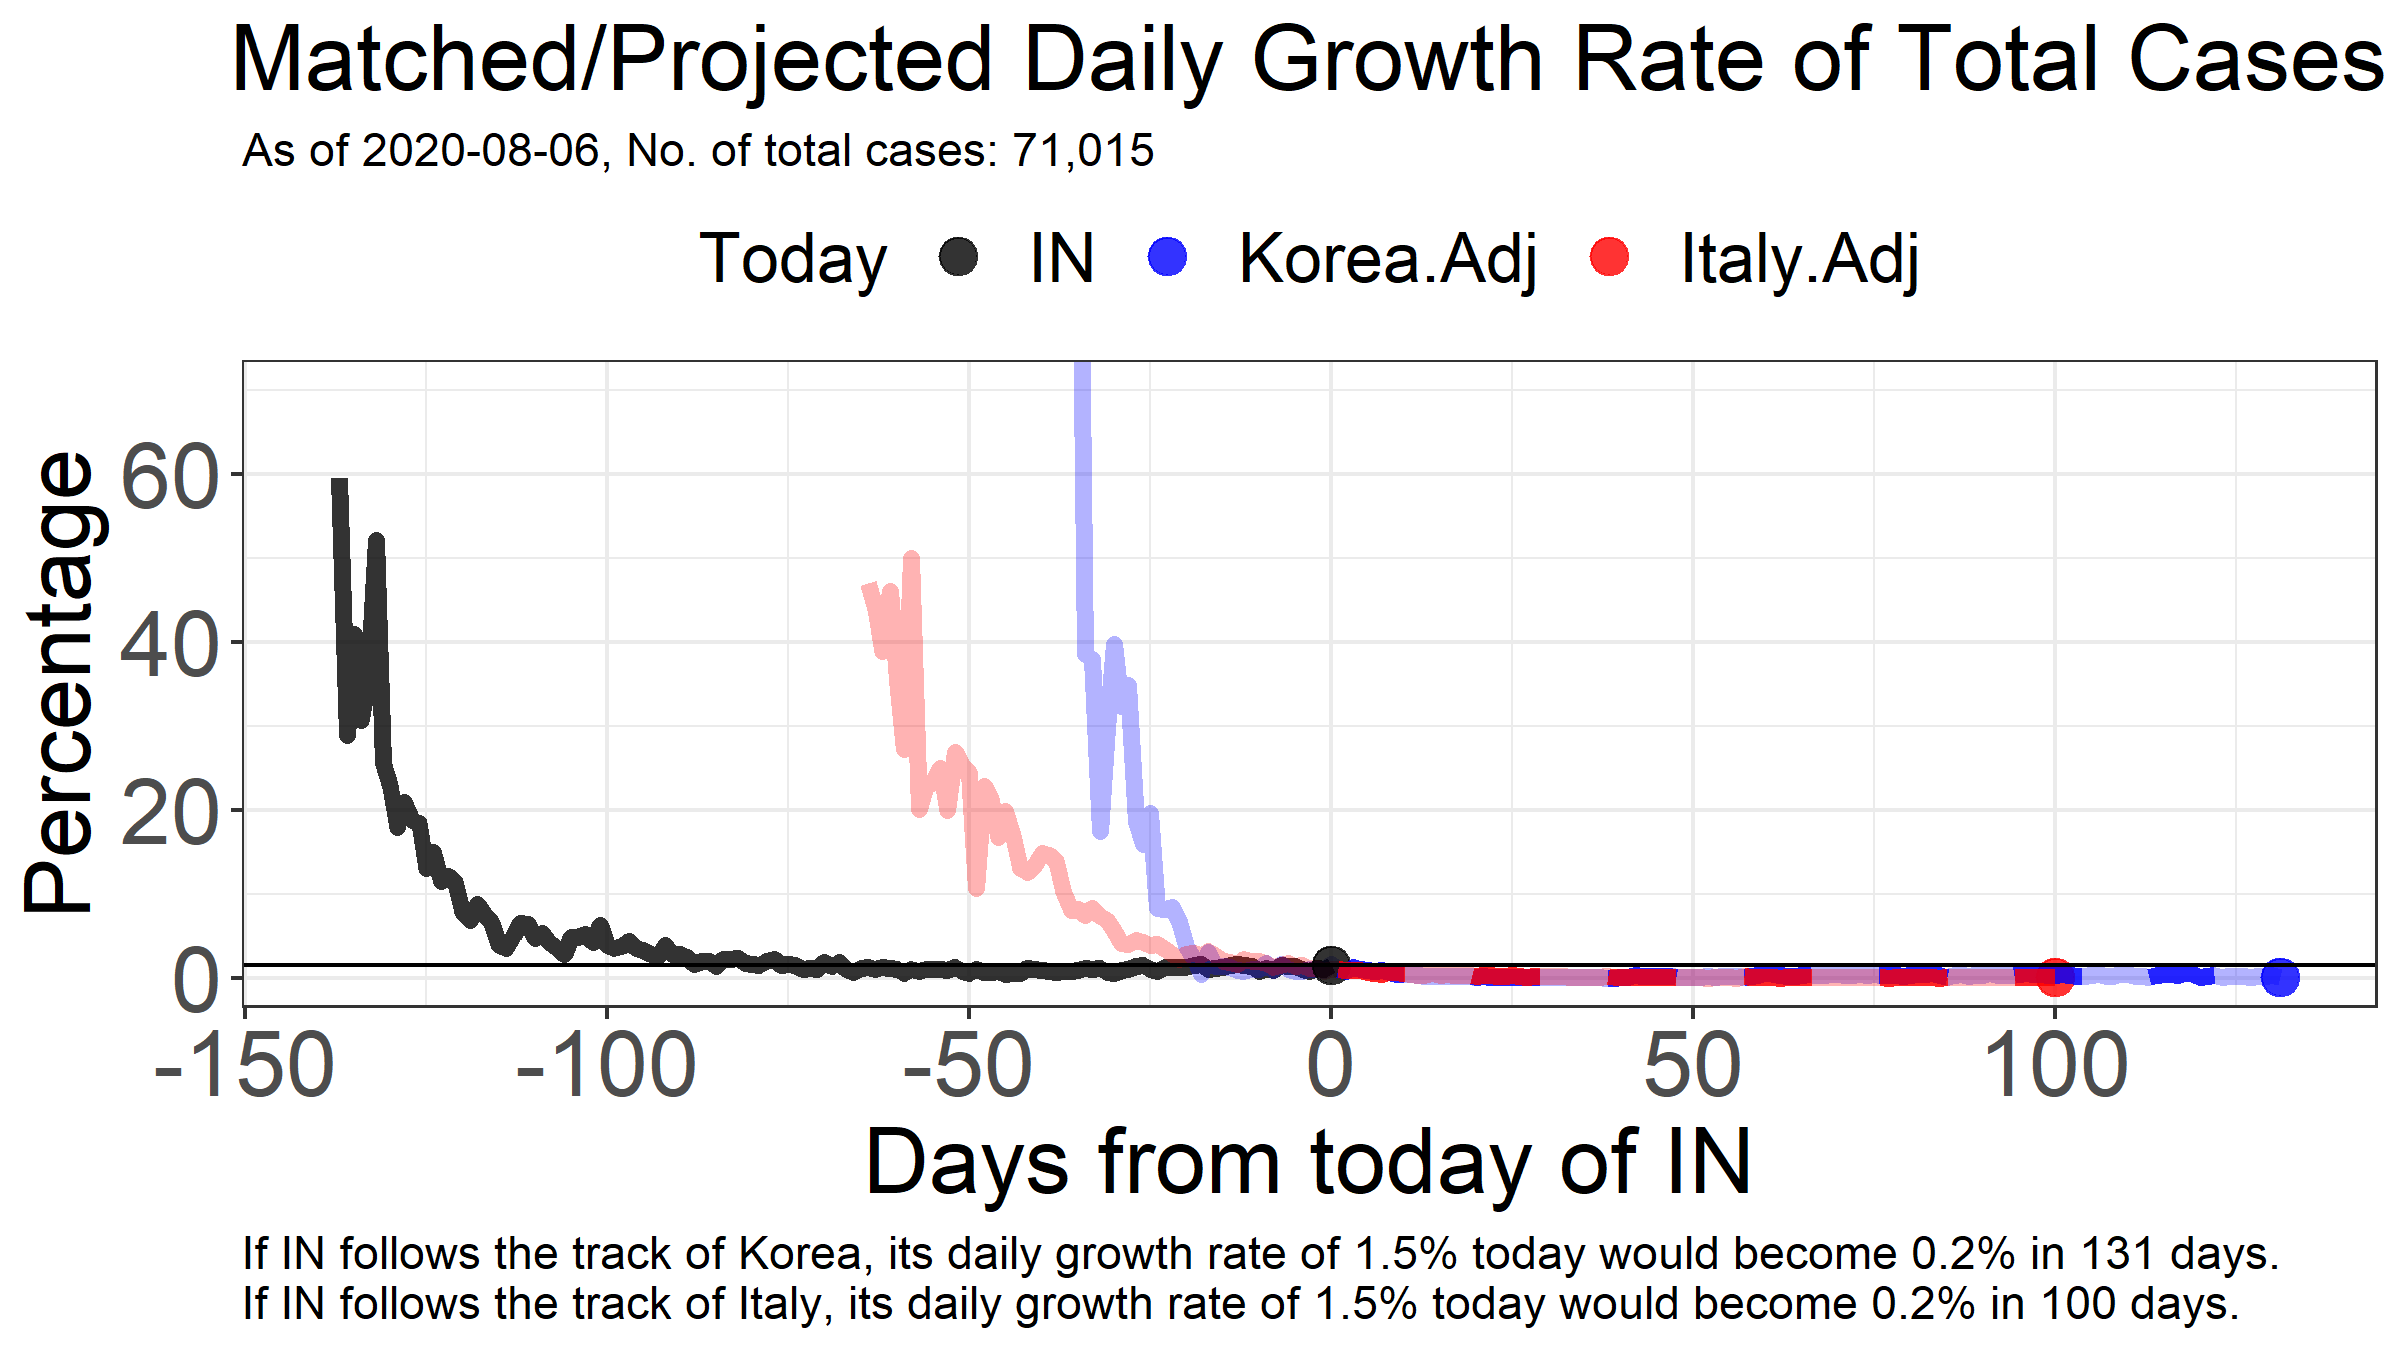 Matched/Projected Daily Growth Rate of Total Cases
As of 2020-08-06, No. of total cases: 71,015
Today IN Korea.Adj Italy.Adj
Percentage
60
40
20
0
-150 -100 -50 0 50 100
Days from today of IN
If IN follows the track of Korea, its daily growth rate of 1.5% today would become 0.2% in 131 days.
If IN follows the track of Italy, its daily growth rate of 1.5% today would become 0.2% in 100 days.